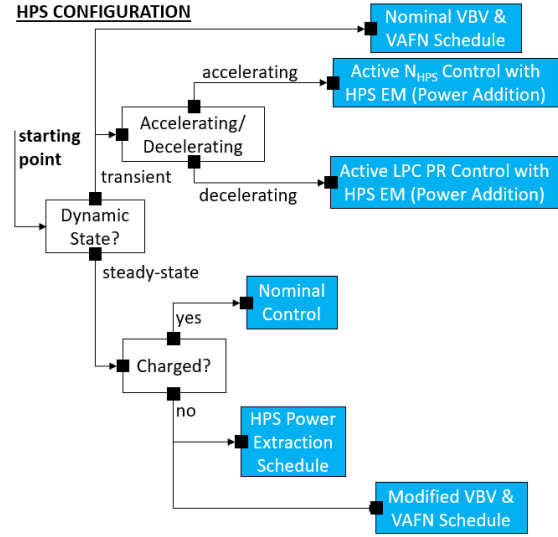 HPS CONFIGURATION
Nominal VBV &
VAFN Schedule
accelerating
Active NHPS Control with
HPS EM (Power Addition)
Accelerating/
Decelerating
starting
point
transient
Active LPC PR Control with
HPS EM (Power Addition)
decelerating
Dynamic
State?
steady-state
Nominal
Control
yes
Charged?
no
HPS Power
Extraction
Schedule
Modified VBV &
VAFN Schedule